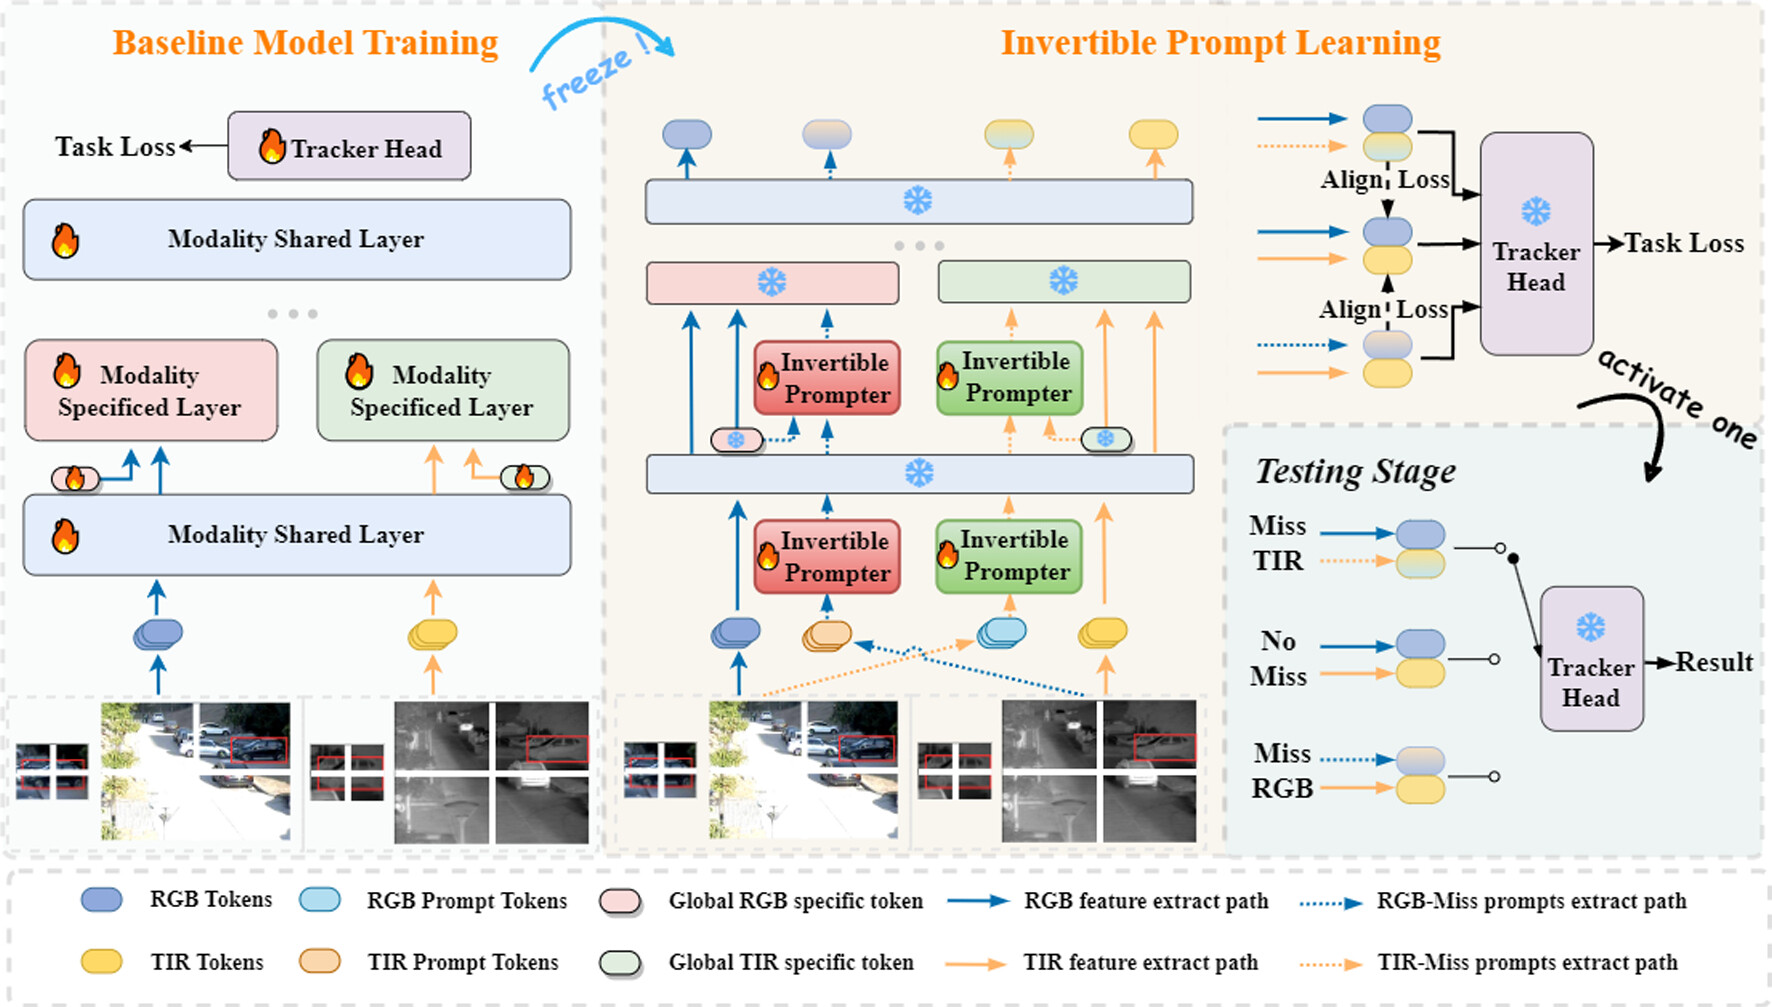 Baseline Model Training
freeze !
Invertible Prompt Learning
Task Loss
Tracker Head
Modality Shared Layer
Modality
Specificed Layer
Modality
Specificed Layer
Modality Shared Layer
Invertible
Prompter
Invertible
Prompter
Invertible
Prompter
Invertible
Prompter
Align Loss
Align Loss
Tracker
Head
Task Loss
activate one
Testing Stage
Miss
TIR
No
Miss
Miss
RGB
Tracker
Head
Result
RGB Tokens
RGB Prompt Tokens
Global RGB specific token
RGB feature extract path
RGB-Miss prompts extract path
TIR Tokens
TIR Prompt Tokens
Global TIR specific token
TIR feature extract path
TIR-Miss prompts extract path